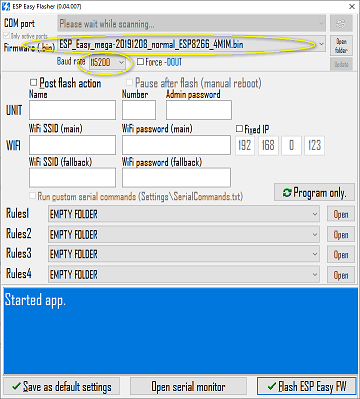 ESP Easy Flasher (0.04.007)
COM port Please wait while scanning...
Only active ports
Firmware (.bin) ESP_Easy_mega-20191208_normal_ESP8266_4M1M.bin Open folder
Baud rate 115200 Force -DOUT Update
Post flash action Pause after flash (manual reboot)
Name Number Admin password
UNIT
WiFi SSID (main) WiFi password (main) Fixed IP
WIFI 192 168 0 123
WiFi SSID (fallback) WiFi password (fallback)
Run custom serial commands (Settings\SerialCommands.txt) Program only.
Rules1 EMPTY FOLDER Open
Rules2 EMPTY FOLDER Open
Rules3 EMPTY FOLDER Open
Rules4 EMPTY FOLDER Open
Started app.
Save as default settings Open serial monitor Flash ESP Easy FW